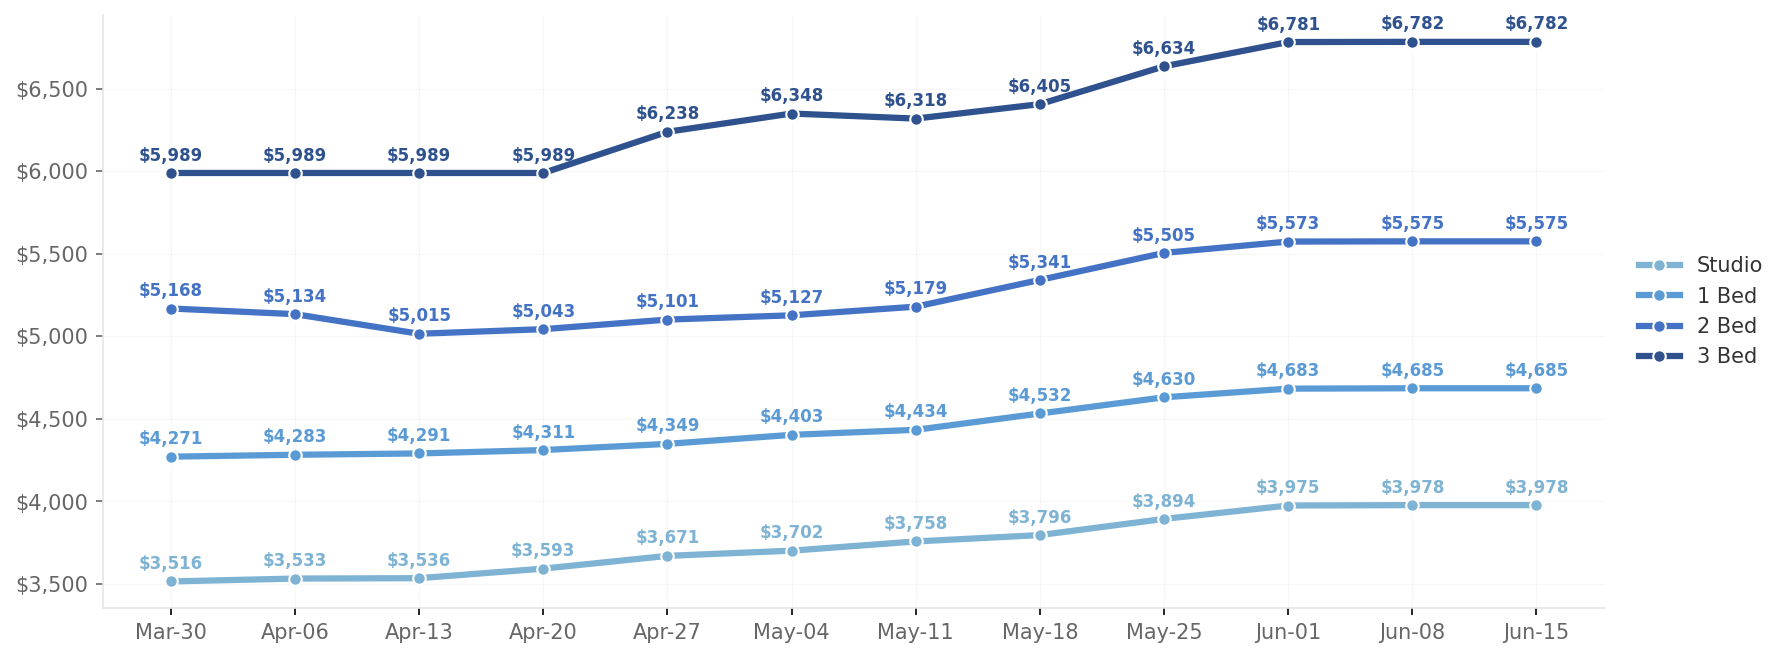 $6,781 $6,782 $6,782
$6,634
$6,500
$6,405
$6,348
$6,318
$6,238
$5,989 $5,989 $5,989 $5,989
$6,000
$5,573 $5,575 $5,575
$5,505
$5,500
$5,341
$5,168 $5,134 $5,015 $5,043 $5,101 $5,127 $5,179
$5,000
$4,683 $4,685 $4,685
$4,630
$4,532
$4,500
$4,271 $4,283 $4,291 $4,311 $4,349 $4,403 $4,434
$4,000
$3,975 $3,978 $3,978
$3,894
$3,796
$3,516 $3,533 $3,536 $3,593 $3,671 $3,702 $3,758
$3,500
Mar-30 Apr-06 Apr-13 Apr-20 Apr-27 May-04 May-11 May-18 May-25 Jun-01 Jun-08 Jun-15
Studio
1 Bed
2 Bed
3 Bed